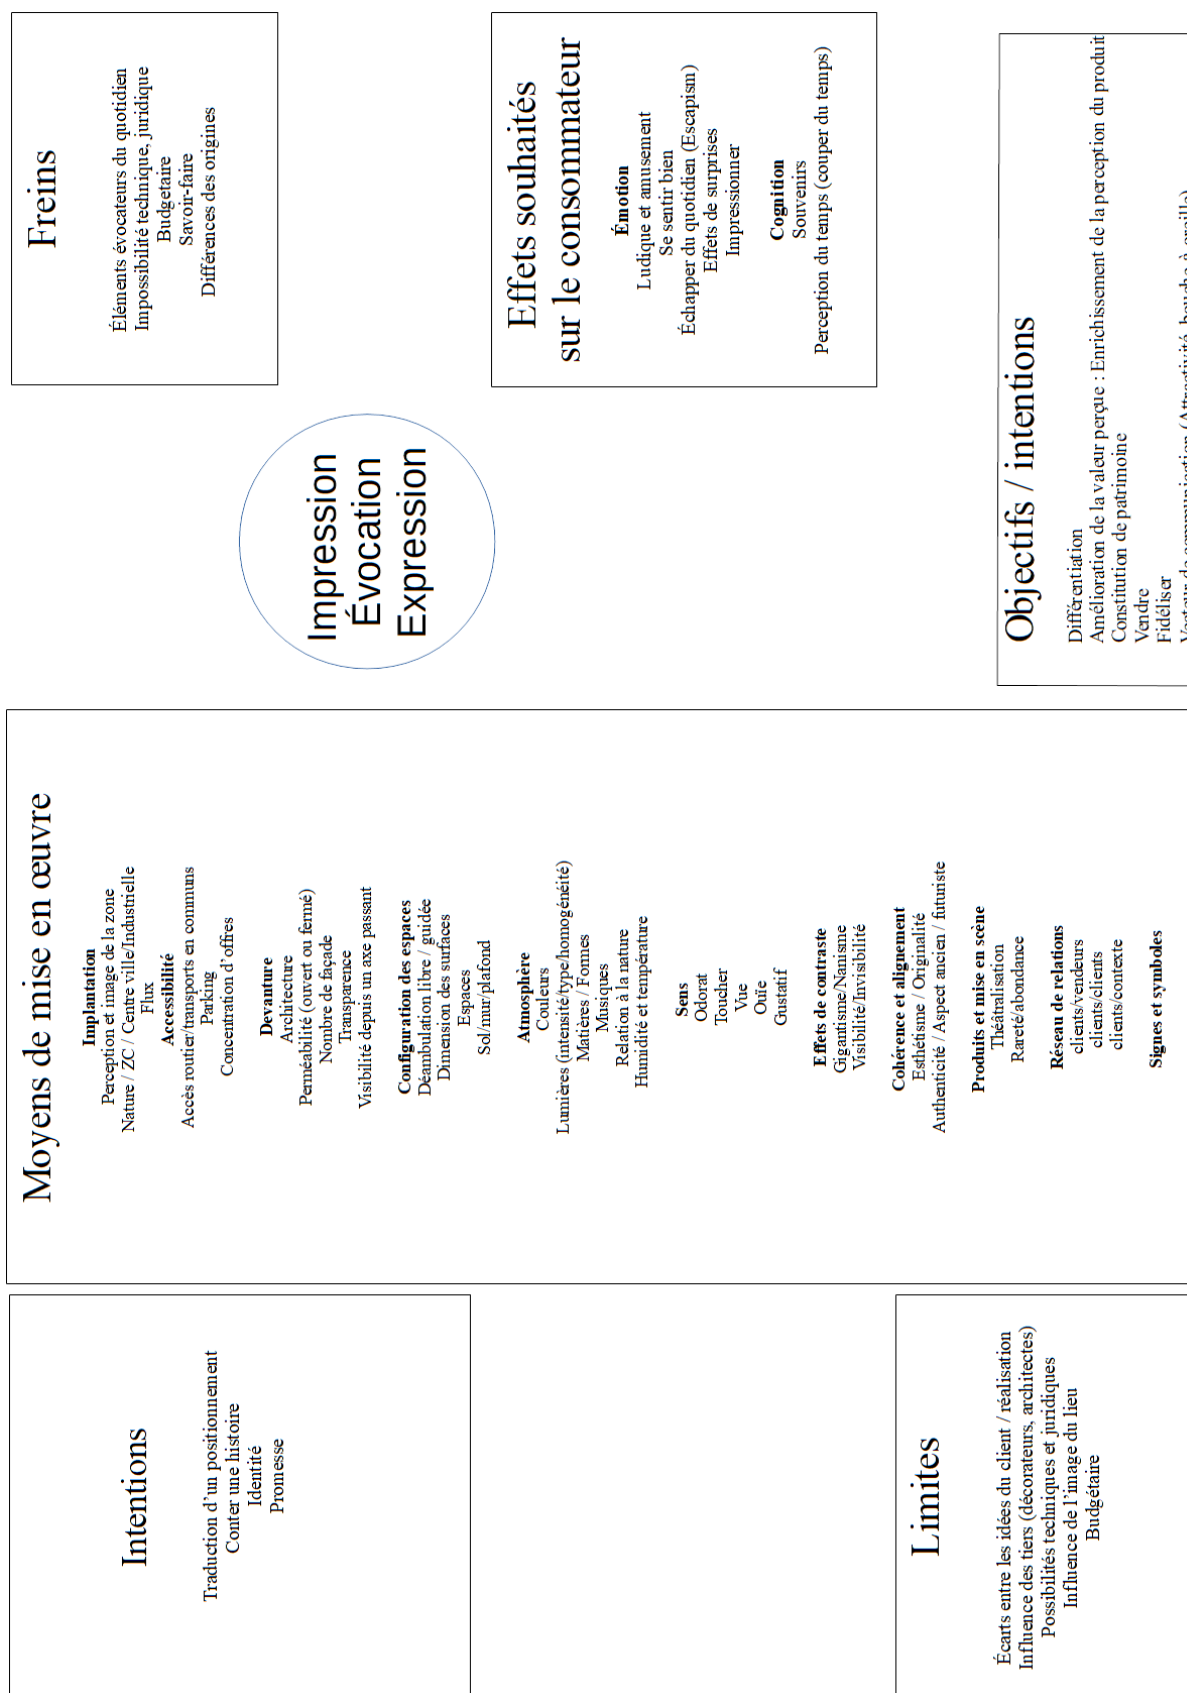 Intentions
Traduction d'un positionnement
Conter une histoire
Identité
Promesse
Limites
Écarts entre les idées du client / réalisation
Influence des tiers (décorateurs, architectes)
Possibilités techniques et juridiques
Influence de l'image du lieu
Budgétaire
Moyens de mise en œuvre
Implantation
Perception et image de la zone
Nature / ZC / Centre ville/Industrielle
Flux
Accessibilité
Accès routier/transports en communs
Parking
Concentration d'offres
Devanture
Architecture
Perméabilité (ouvert ou fermé)
Nombre de façade
Transparence
Visibilité depuis un axe passant
Configuration des espaces
Déambulation libre / guidée
Dimension des surfaces
Espaces
Sol/mur/plafond
Atmosphère
Couleurs
Lumières (intensité/type/homogénéité)
Matières / Formes
Musiques
Relation à la nature
Humidité et température
Sens
Odorat
Toucher
Vue
Ouïe
Gustatif
Effets de contraste
Gigantisme/Nanisme
Visibilité/Invisibilité
Cohérence et alignement
Esthétisme / Originalité
Authenticité / Aspect ancien / futuriste
Produits et mise en scène
Théâtralisation
Rareté/abondance
Réseau de relations
clients/vendeurs
clients/clients
clients/contexte
Signes et symboles
Impression
Évocation
Expression
Freins
Éléments évocateurs du quotidien
Impossibilité technique, juridique
Budgetaire
Savoir-faire
Différences des origines
Effets souhaités
sur le consommateur
Émotion
Ludique et amusement
Se sentir bien
Échapper du quotidien (Escapism)
Effets de surprises
Impressionner
Cognition
Souvenirs
Perception du temps (couper du temps)
Objectifs / intentions
Différentiation
Amélioration de la valeur perçue : Enrichissement de la perception du produit
Constitution de patrimoine
Vendre
Fidéliser
Vecteur de communication (Attractivité, bouche à oreille)